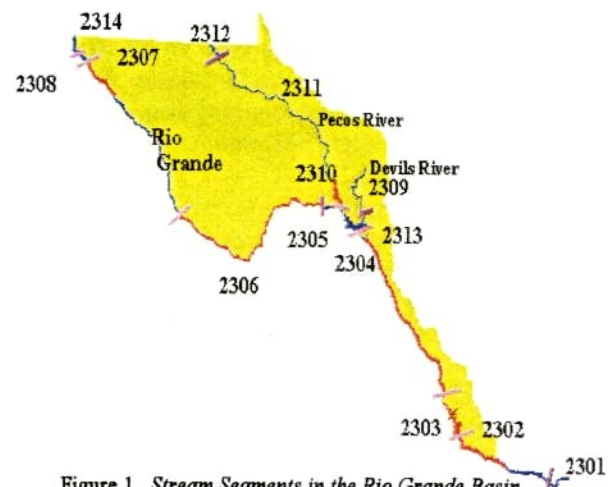 2314
2312
2307
2308
2311
Pecos River
Rio
Grande
Devils River
2310
2309
2305
2313
2304
2306
2303
2302
2301
Figure 1. Stream Segments in the Rio Grande Basin